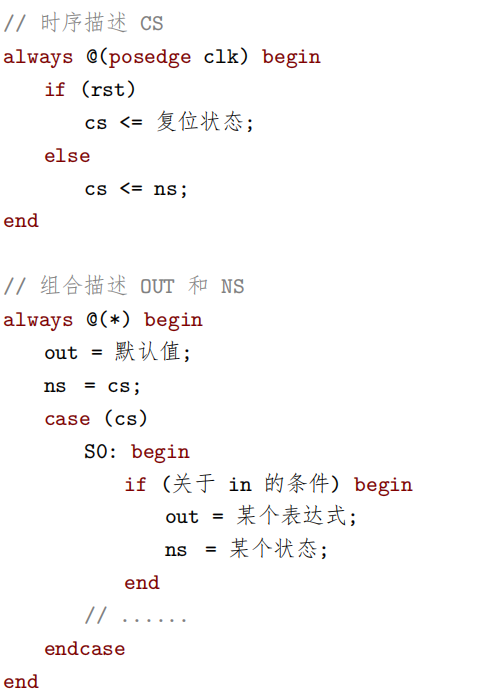 // 时序描述 CS
always @(posedge clk) begin
if (rst)
cs <= 复位状态;
else
cs <= ns;
end
// 组合描述 OUT 和 NS
always @(*) begin
out = 默认值;
ns = cs;
case (cs)
S0: begin
if (关于 in 的条件) begin
out = 某个表达式;
ns = 某个状态;
end
// ......
endcase
end